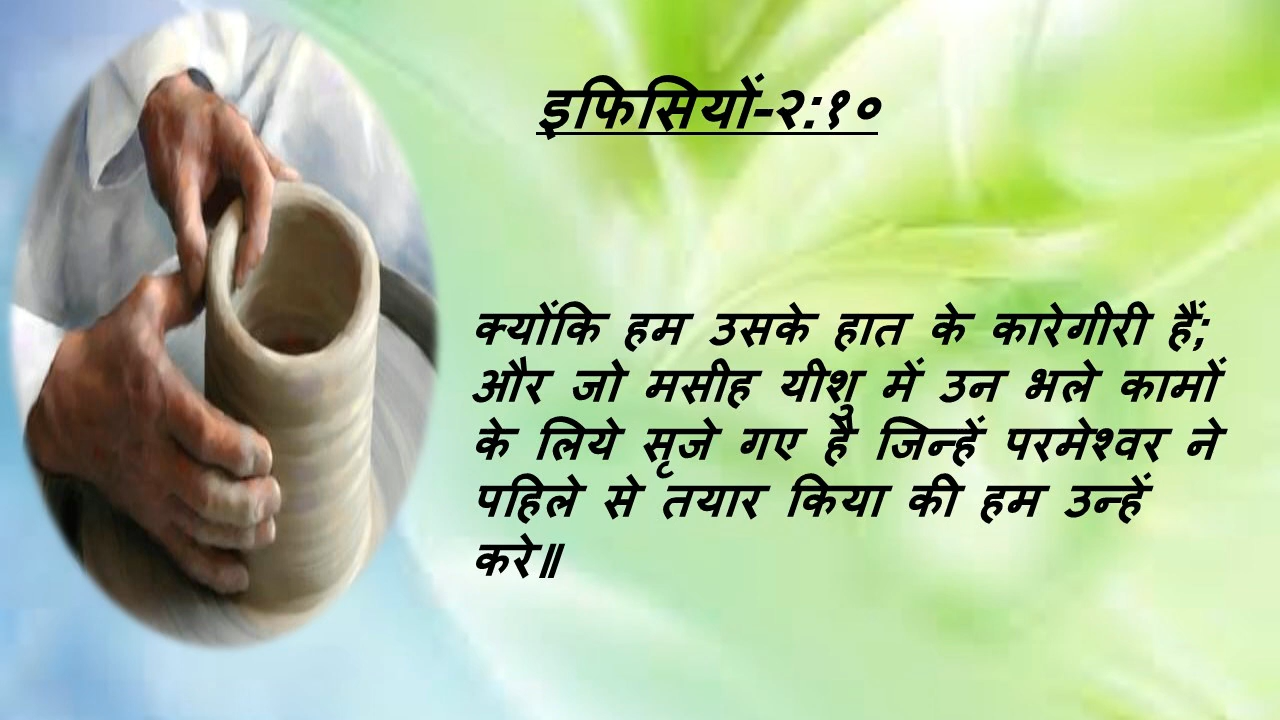 इफिसियों-२:१०
क्योंकि हम उसके हात के कारेगीरी हैं;
और जो मसीह यीशु में उन भले कामों
के लिये सृजे गए है जिन्हें परमेश्वर ने
पहिले से तयार किया की हम उन्हें
करे॥